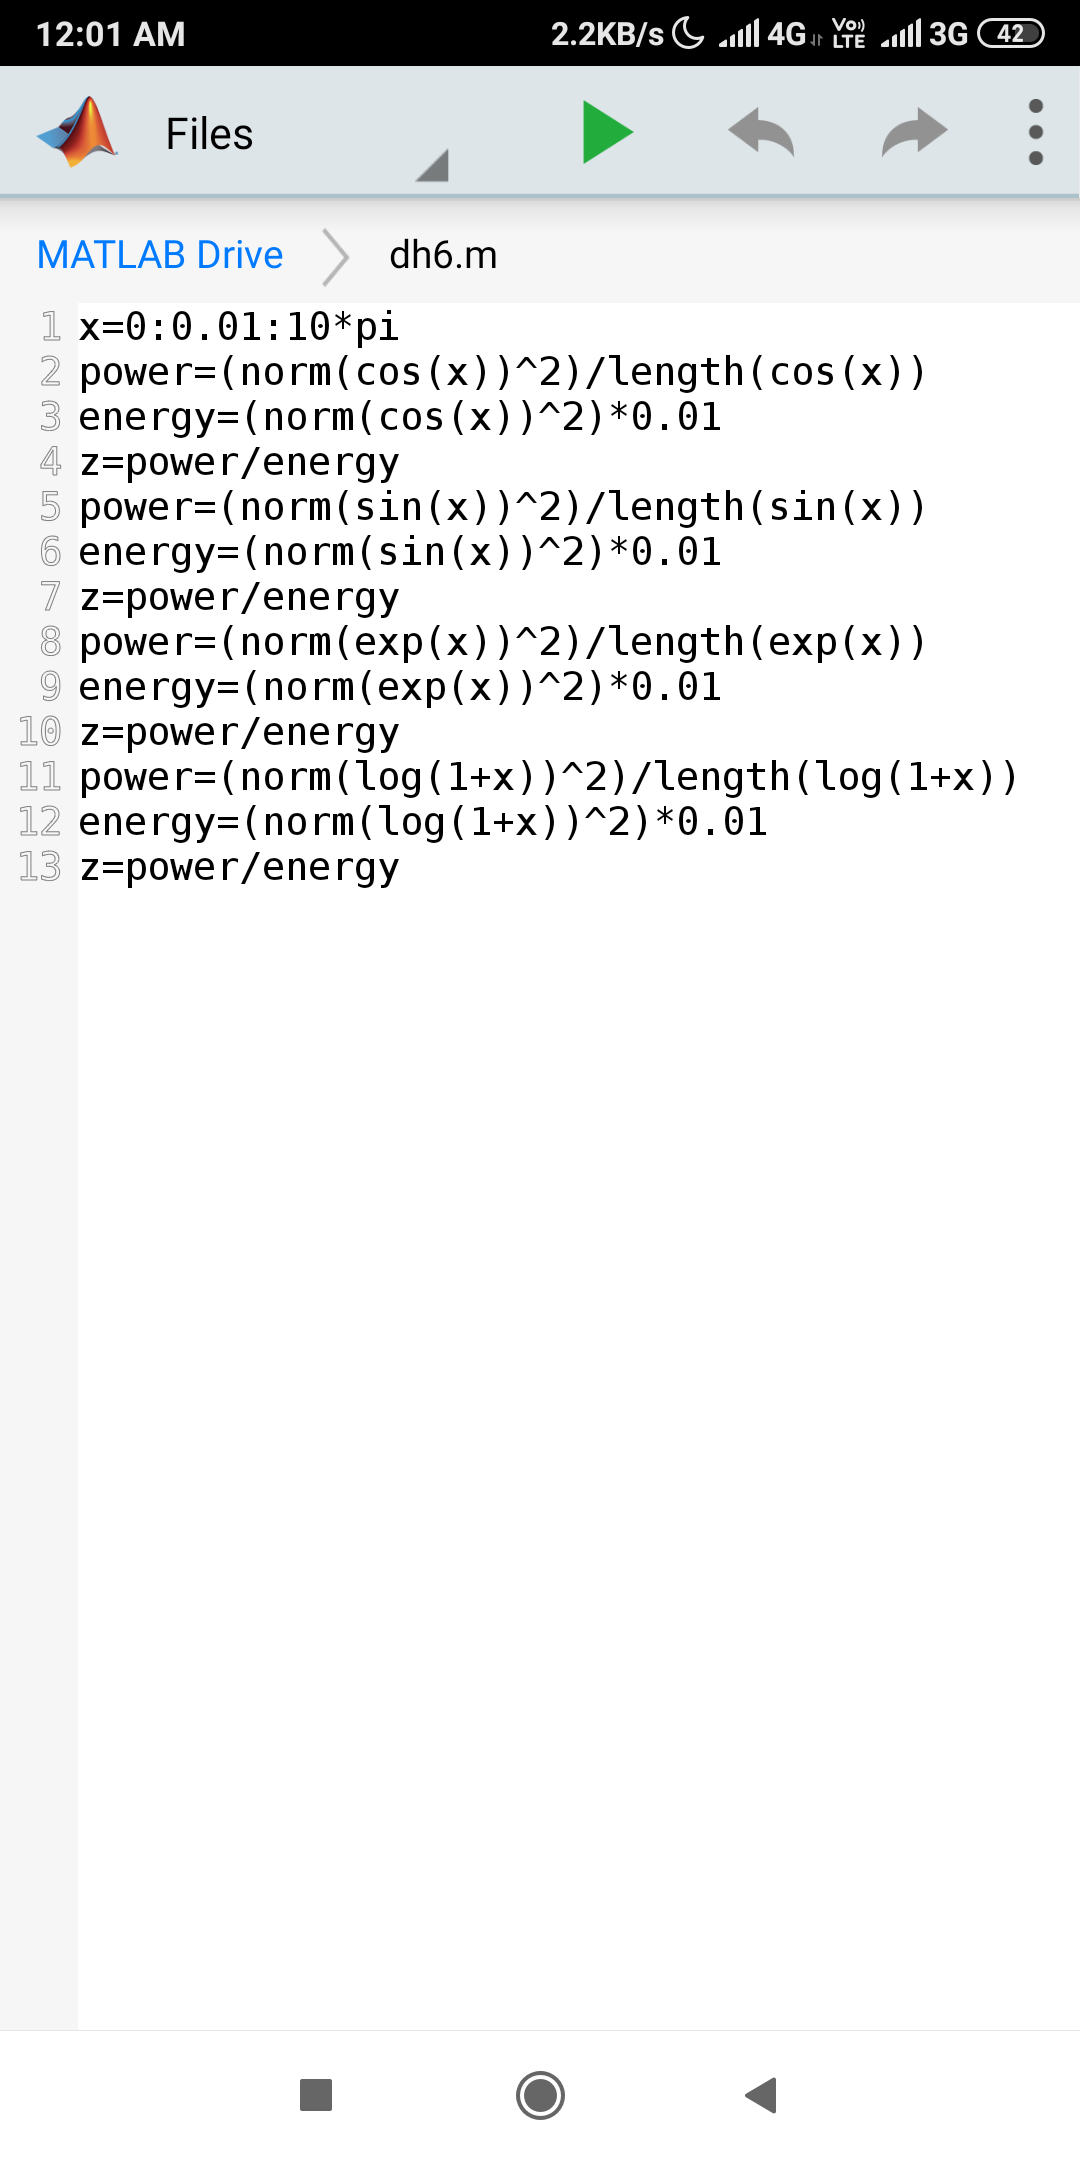 12:01 AM 2.2KB/s 4G Vo)) LTE 3G 42
Files
MATLAB Drive dh6.m
1 x=0:0.01:10*pi
2 power=(norm(cos(x))^2)/length(cos(x))
3 energy=(norm(cos(x))^2)*0.01
4 z=power/energy
5 power=(norm(sin(x))^2)/length(sin(x))
6 energy=(norm(sin(x))^2)*0.01
7 z=power/energy
8 power=(norm(exp(x))^2)/length(exp(x))
9 energy=(norm(exp(x))^2)*0.01
10 z=power/energy
11 power=(norm(log(1+x))^2)/length(log(1+x))
12 energy=(norm(log(1+x))^2)*0.01
13 z=power/energy